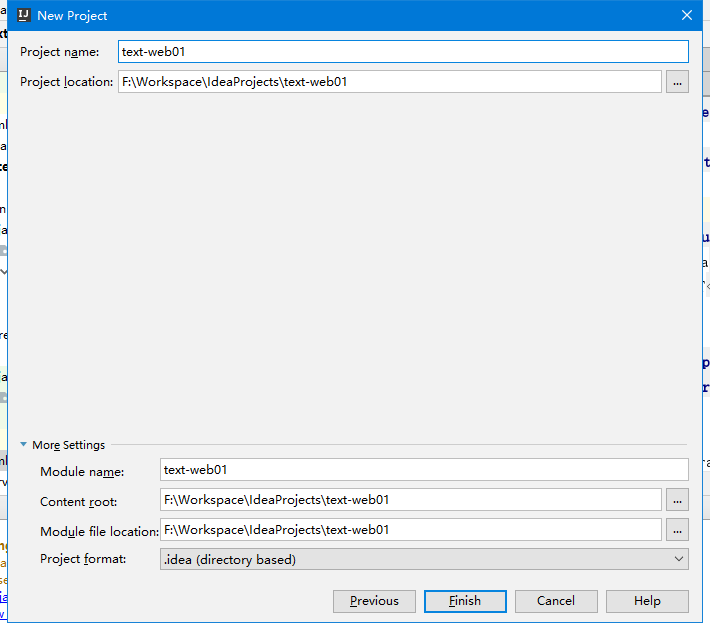 New Project
Project name: text-web01
Project location: F:\Workspace\IdeaProjects\text-web01 ...
More Settings
Module name: text-web01
Content root: F:\Workspace\IdeaProjects\text-web01 ...
Module file location: F:\Workspace\IdeaProjects\text-web01 ...
Project format: .idea (directory based)
Previous Finish Cancel Help